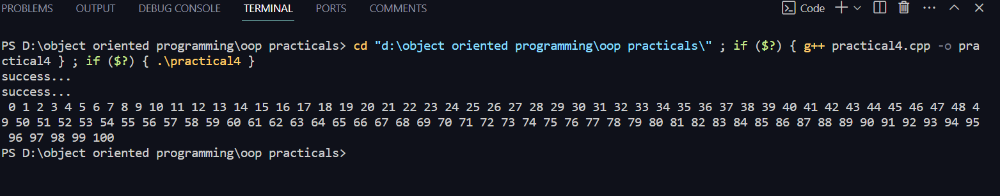 PROBLEMS OUTPUT DEBUG CONSOLE TERMINAL PORTS COMMENTS Code
PS D:\object oriented programming\oop practicals> cd "d:\object oriented programming\oop practicals\" ; if ($?) { g++ practical4.cpp -o pra
ctical4 } ; if ($?) { .\practical4 }
success...
success...
 0 1 2 3 4 5 6 7 8 9 10 11 12 13 14 15 16 17 18 19 20 21 22 23 24 25 26 27 28 29 30 31 32 33 34 35 36 37 38 39 40 41 42 43 44 45 46 47 48 4
9 50 51 52 53 54 55 56 57 58 59 60 61 62 63 64 65 66 67 68 69 70 71 72 73 74 75 76 77 78 79 80 81 82 83 84 85 86 87 88 89 90 91 92 93 94 95
 96 97 98 99 100
PS D:\object oriented programming\oop practicals>